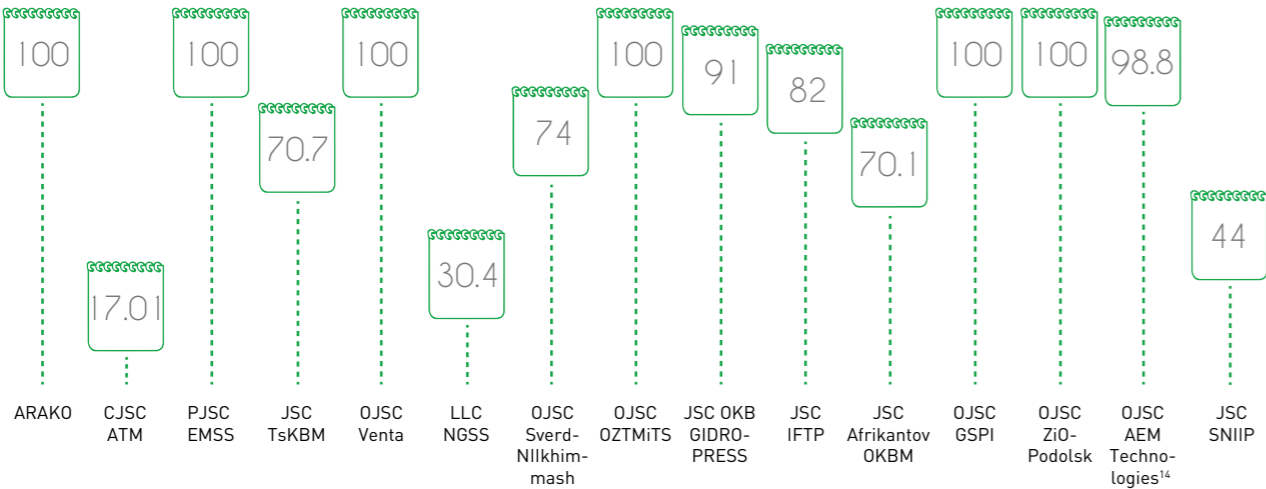 100
100
100
100
100
100
91
98.8
82
74
70.7
70.1
44
30.4
17.01
ARAKO
CJSC
ATM
PJSC
EMSS
JSC
TsKBM
OJSC
Venta
LLC
NGSS
OJSC
Sverd-
NIIkhim-
mash
OJSC
OZTMiTS
JSC OKB
GIDRO-
PRESS
JSC
IFTP
JSC
Afrikantov
OKBM
OJSC
GSPI
OJSC
ZiO-
Podolsk
OJSC
AEM
Techno-
logies¹⁴
JSC
SNIIP